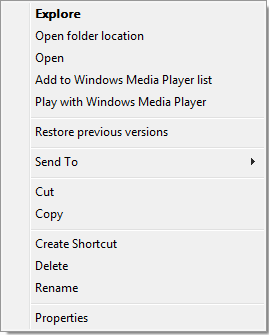 Explore
Open folder location
Open
Add to Windows Media Player list
Play with Windows Media Player
Restore previous versions
Send To
Cut
Copy
Create Shortcut
Delete
Rename
Properties